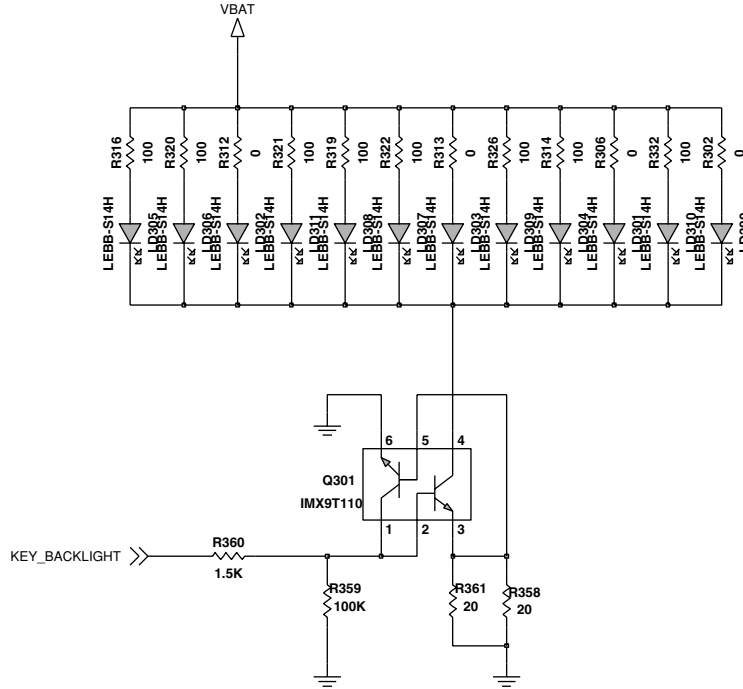 VBAT
R316
100
R320
100
R312
0
R321
100
R319
100
R322
100
R313
0
R326
100
R314
100
R306
0
R332
100
R302
0
LEBB-S14H
LD305
LEBB-S14H
LD306
LEBB-S14H
LD302
LEBB-S14H
LD311
LEBB-S14H
LD308
LEBB-S14H
LD307
LEBB-S14H
LD303
LEBB-S14H
LD309
LEBB-S14H
LD304
LEBB-S14H
LD301
LEBB-S14H
LD310
LEBB-S14H
6
5
4
Q301
IMX9T110
1
2
3
KEY_BACKLIGHT
R360
1.5K
R359
100K
R361
20
R358
20